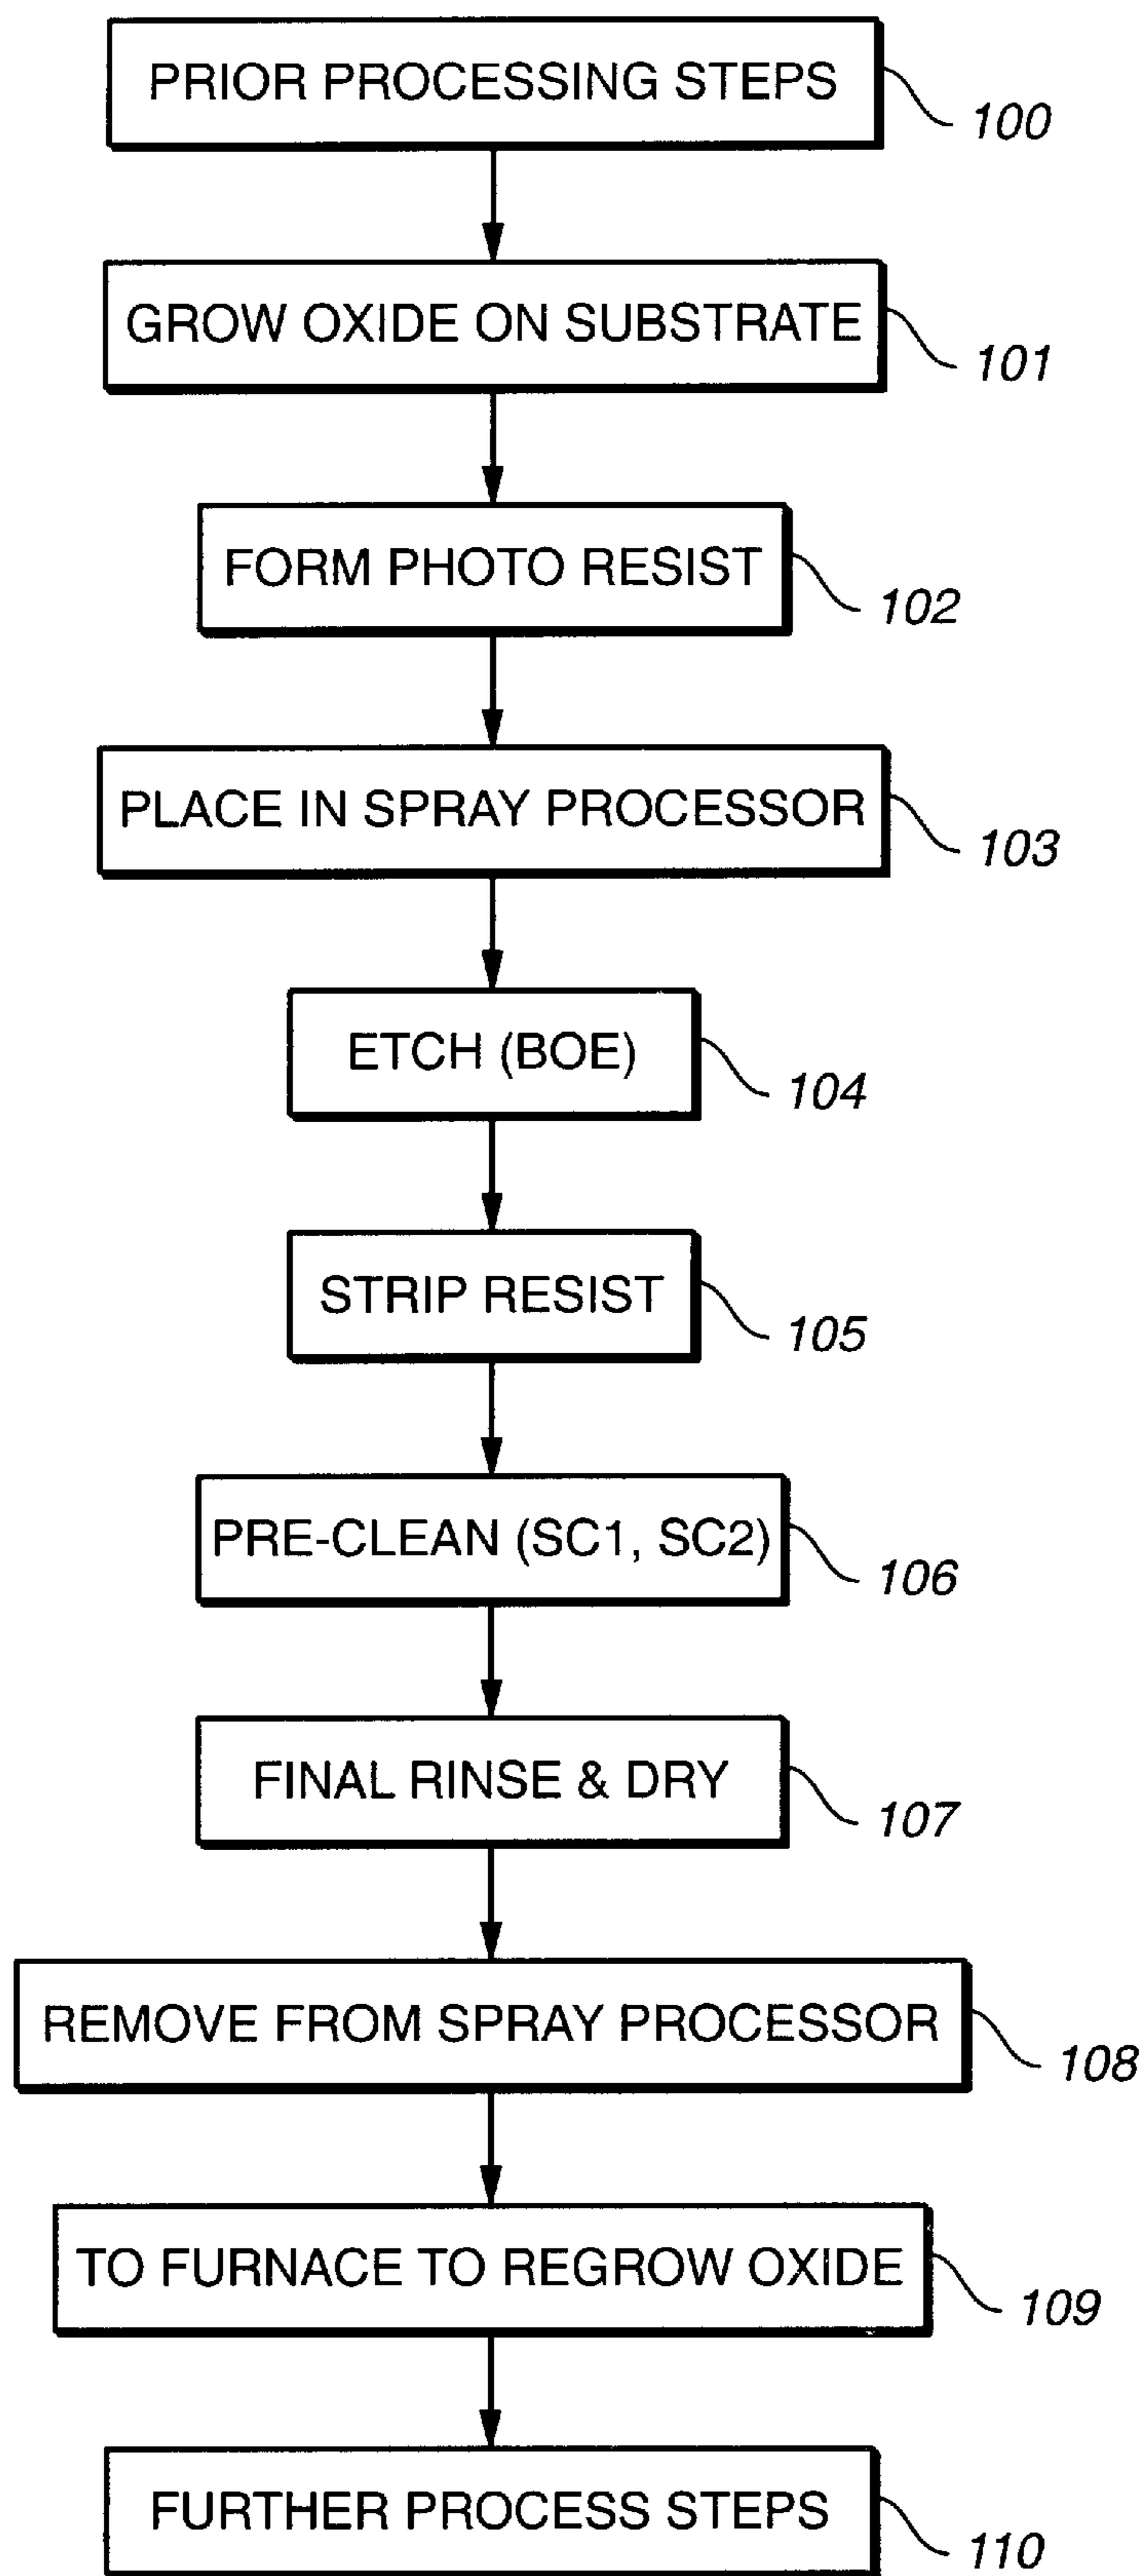 PRIOR PROCESSING STEPS
100
GROW OXIDE ON SUBSTRATE
101
FORM PHOTO RESIST
102
PLACE IN SPRAY PROCESSOR
103
ETCH (BOE)
104
STRIP RESIST
105
PRE-CLEAN (SC1, SC2)
106
FINAL RINSE & DRY
107
REMOVE FROM SPRAY PROCESSOR
108
TO FURNACE TO REGROW OXIDE
109
FURTHER PROCESS STEPS
110